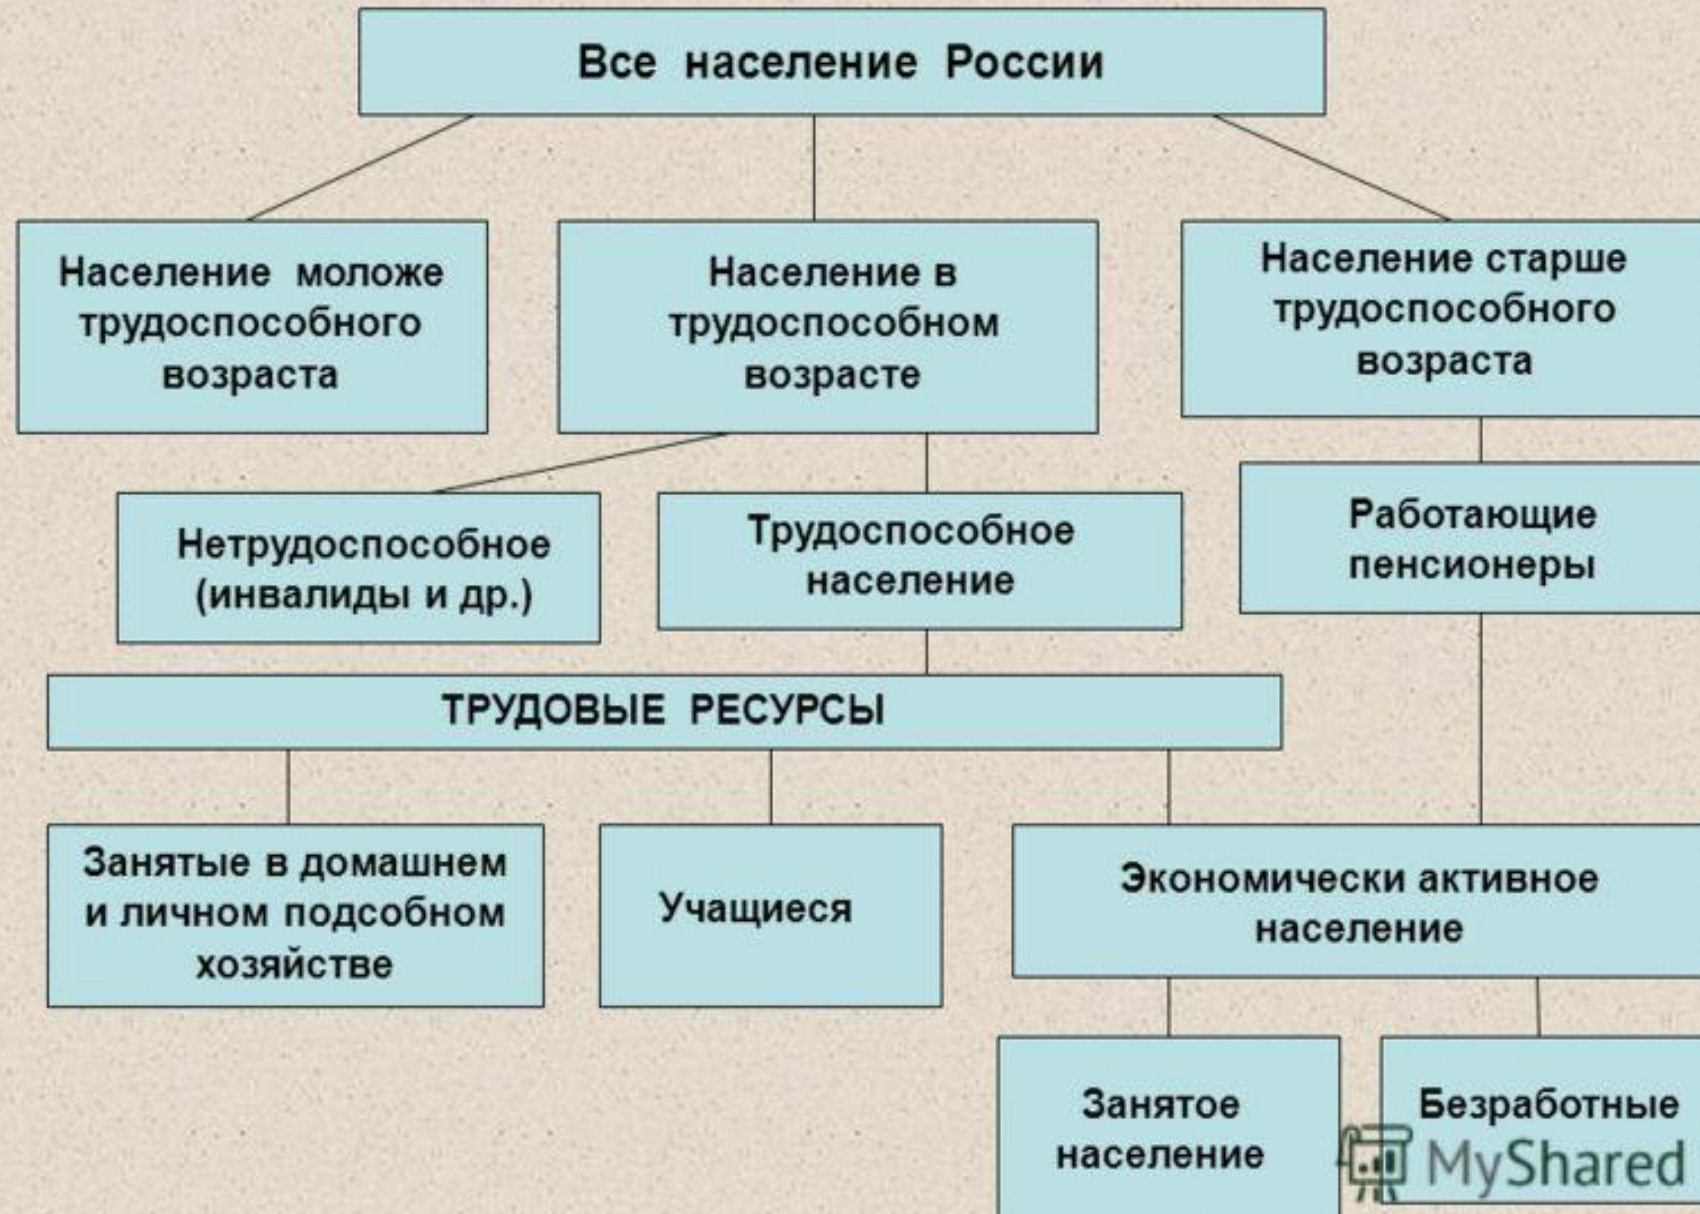 Все население России
Население моложе
трудоспособного
возраста
Население в
трудоспособном
возрасте
Население старше
трудоспособного
возраста
Нетрудоспособное
(инвалиды и др.)
Трудоспособное
население
Работающие
пенсионеры
ТРУДОВЫЕ РЕСУРСЫ
Занятые в домашнем
и личном подсобном
хозяйстве
Учащиеся
Экономически активное
население
Занятое
население
Безработные
MyShared